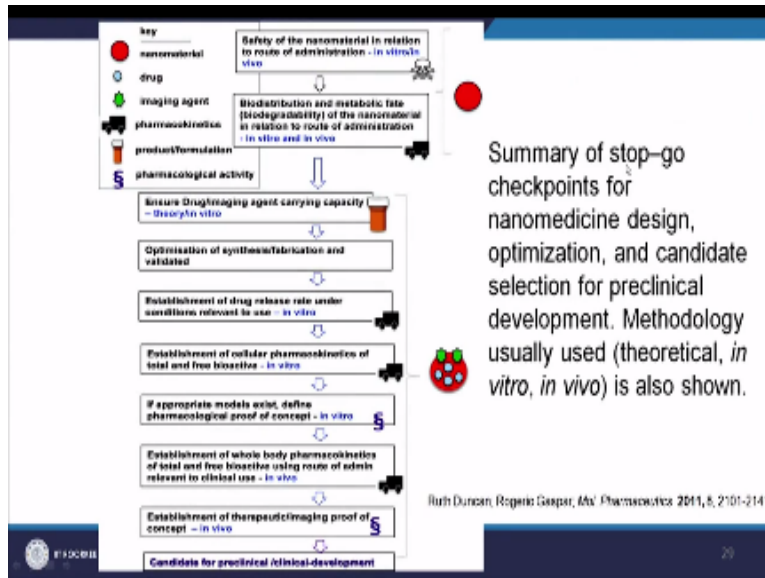 key
nanomaterial
drug
imaging agent
pharmacokinetics
product/formulation
pharmacological activity
Safety of the nanomaterial in relation
to route of administration - in vitro/in
vivo
Biodistribution and metabolic fate
(biodegradability) of the nanomaterial
in relation to route of administration
- in vitro and in vivo
Ensure Drug/imaging agent carrying capacity
– theory/in vitro
Optimisation of synthesis/fabrication and
validated
Establishment of drug release rate under
conditions relevant to use – in vitro
Establishment of cellular pharmacokinetics of
total and free bioactive - in vitro
If appropriate models exist, define
pharmacological proof of concept - in vitro
Establishment of whole body pharmacokinetics
of total and free bioactive using route of admin
relevant to clinical use - in vivo
Establishment of therapeutic/imaging proof of
concept – in vivo
Candidate for preclinical /clinical-development
Summary of stop–go
checkpoints for
nanomedicine design,
optimization, and candidate
selection for preclinical
development. Methodology
usually used (theoretical, in
vitro, in vivo) is also shown.
Ruth Duncan, Rogerio Gaspar, Mol. Pharmaceutics 2011, 8, 2101-214
29